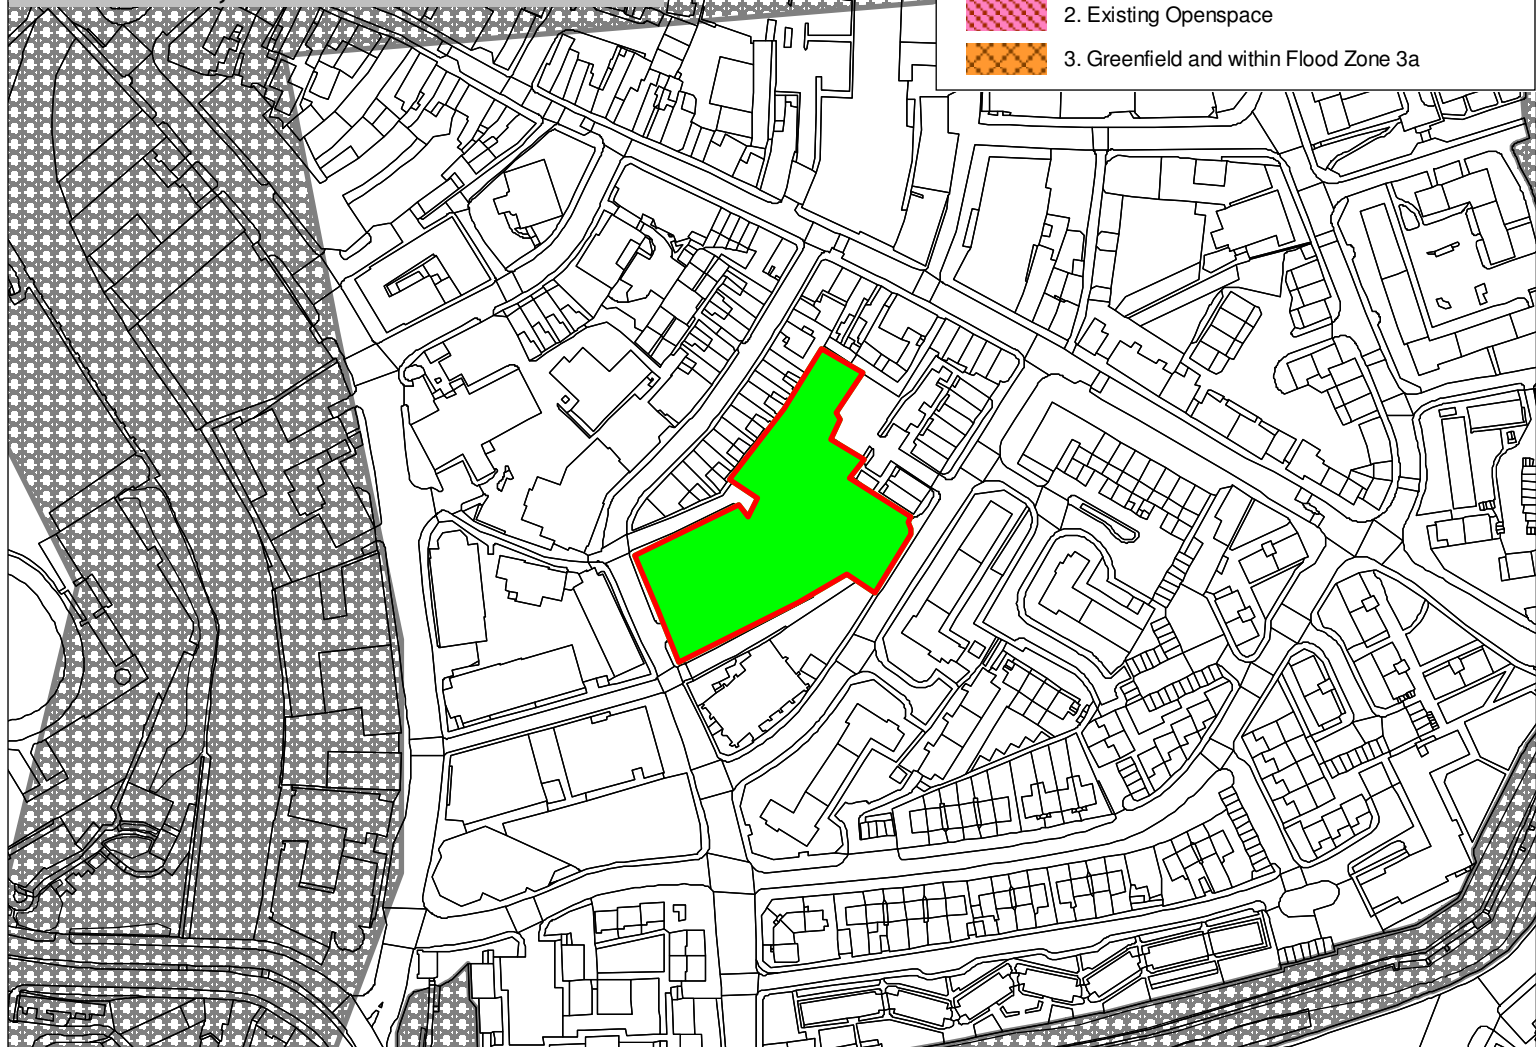 2. Existing Openspace
3. Greenfield and within Flood Zone 3a